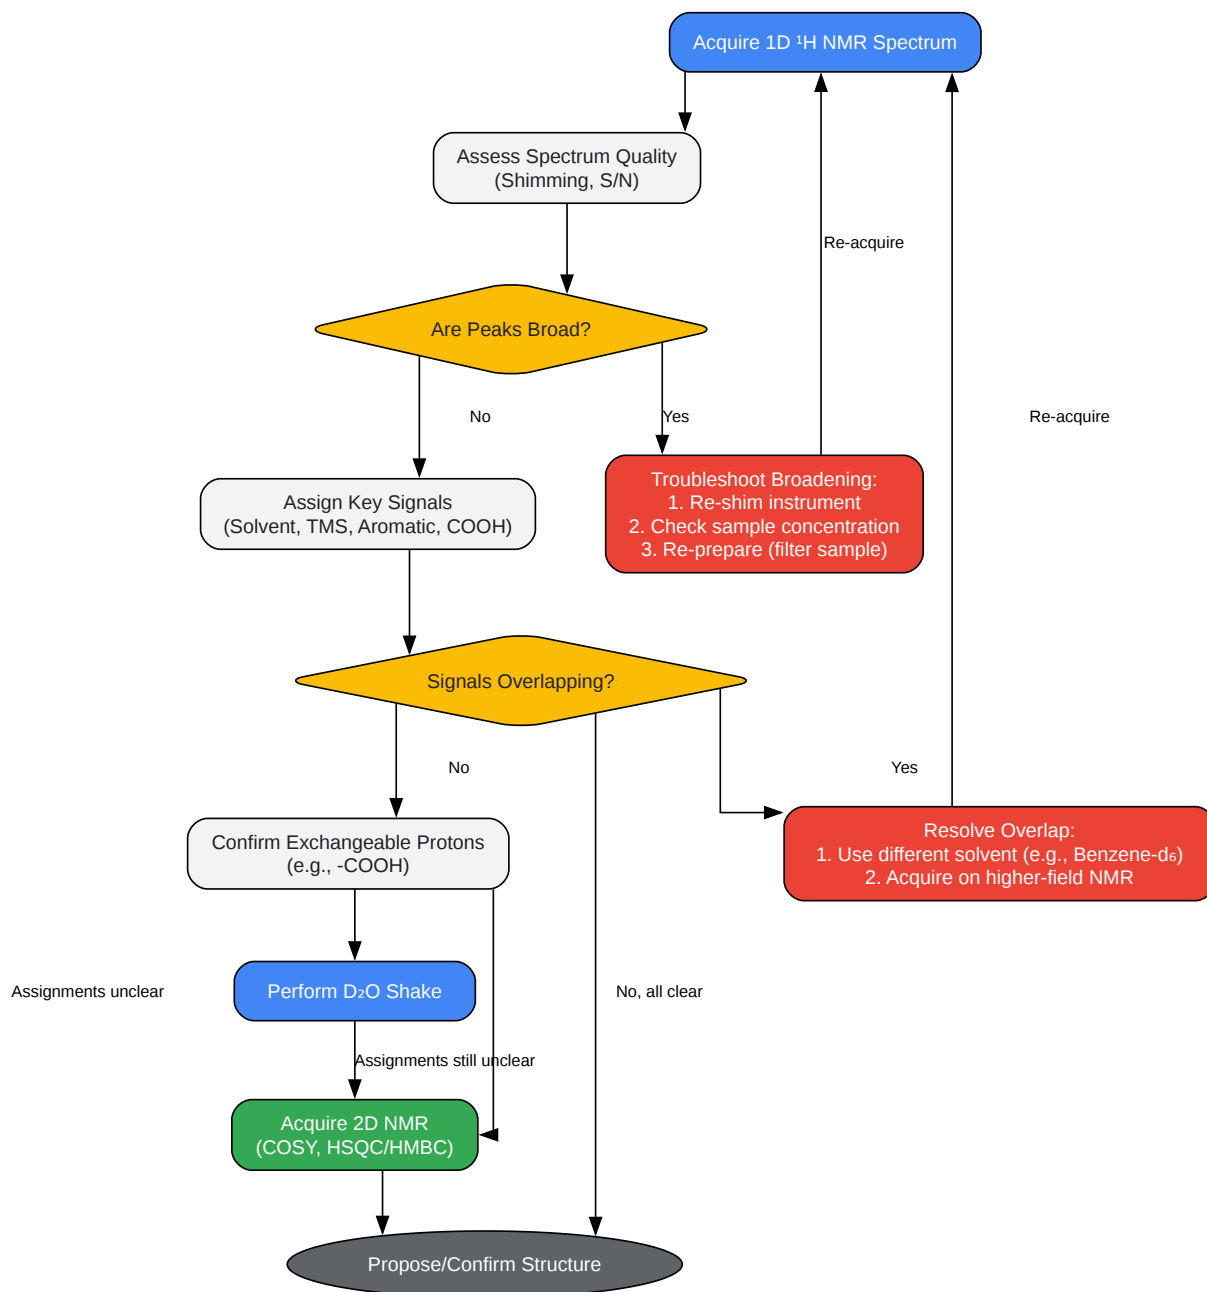 Acquire 1D ¹H NMR Spectrum
Assess Spectrum Quality
(Shimming, S/N)
Re-acquire
Are Peaks Broad?
No
Yes
Re-acquire
Assign Key Signals
(Solvent, TMS, Aromatic, COOH)
Troubleshoot Broadening:
1. Re-shim instrument
2. Check sample concentration
3. Re-prepare (filter sample)
Signals Overlapping?
No
Yes
Confirm Exchangeable Protons
(e.g., -COOH)
Resolve Overlap:
1. Use different solvent (e.g., Benzene-d₆)
2. Acquire on higher-field NMR
Assignments unclear
Perform D₂O Shake
No, all clear
Assignments still unclear
Acquire 2D NMR
(COSY, HSQC/HMBC)
Propose/Confirm Structure